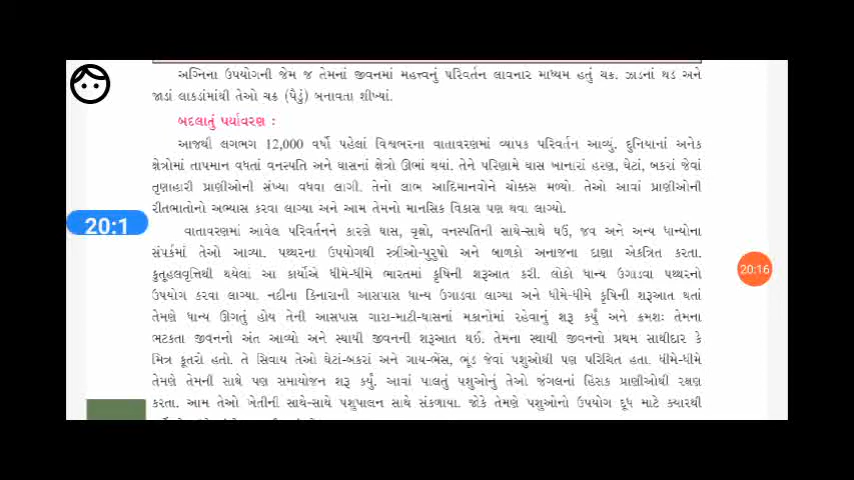 અગ્નિના ઉપયોગની જેમ જ તેમનાં જીવનમાં મહત્ત્વનું પરિવર્તન લાવનાર માધ્યમ હતું ચક્ર. ઝાડનાં થડ અને
જાડાં લાકડાંમાંથી તેઓ ચક્ર (પૈડું) બનાવતા શીખ્યાં.
બદલાતું પર્યાવરણ :
આજથી લગભગ 12,000 વર્ષો પહેલાં વિશ્વભરના વાતાવરણમાં વ્યાપક પરિવર્તન આવ્યું. દુનિયાનાં અનેક
ક્ષેત્રોમાં તાપમાન વધતાં વનસ્પતિ અને ઘાસનાં ક્ષેત્રો ઊભાં થયાં. તેને પરિણામે ઘાસ ખાનારાં હરણ, ઘેટાં, બકરાં જેવાં
તૃણાહારી પ્રાણીઓની સંખ્યા વધવા લાગી. તેનો લાભ આદિમાનવોને ચોક્કસ મળ્યો. તેઓ આવાં પ્રાણીઓની
રીતભાતોનો અભ્યાસ કરવા લાગ્યા અને આમ તેમનો માનસિક વિકાસ પણ થવા લાગ્યો.
20:1
વાતાવરણમાં આવેલ પરિવર્તનને કારણે ઘાસ, વૃક્ષો, વનસ્પતિની સાથે-સાથે ઘઉં, જવ અને અન્ય ધાન્યોના
સંપર્કમાં તેઓ આવ્યા. પથ્થરના ઉપયોગથી સ્ત્રીઓ-પુરુષો અને બાળકો અનાજના દાણા એકત્રિત કરતા.
20:16
કુતૂહલવૃત્તિથી થયેલાં આ કાર્યોએ ધીમે-ધીમે ભારતમાં કૃષિની શરૂઆત કરી. લોકો ધાન્ય ઉગાડવા પથ્થરનો
ઉપયોગ કરવા લાગ્યા. નદીના કિનારાની આસપાસ ધાન્ય ઉગાડવા લાગ્યા અને ધીમે-ધીમે કૃષિની શરૂઆત થતાં
તેમણે ધાન્ય ઊગતું હોય તેની આસપાસ ગારા-માટી-ઘાસનાં મકાનોમાં રહેવાનું શરૂ કર્યું અને ક્રમશઃ તેમના
ભટકતા જીવનનો અંત આવ્યો અને સ્થાયી જીવનની શરૂઆત થઈ. તેમના સ્થાયી જીવનનો પ્રથમ સાથીદાર કે
મિત્ર કૂતરો હતો. તે સિવાય તેઓ ઘેટાં-બકરાં અને ગાય-ભેંસ, ભૂંડ જેવાં પશુઓથી પણ પરિચિત હતા. ધીમે-ધીમે
તેમણે તેમની સાથે પણ સમાયોજન શરૂ કર્યું. આવાં પાલતું પશુઓનું તેઓ જંગલનાં હિંસક પ્રાણીઓથી રક્ષણ
કરતા. આમ તેઓ ખેતીની સાથે-સાથે પશુપાલન સાથે સંકળાયા. જોકે તેમણે પશુઓનો ઉપયોગ દૂધ માટે ક્યારથી